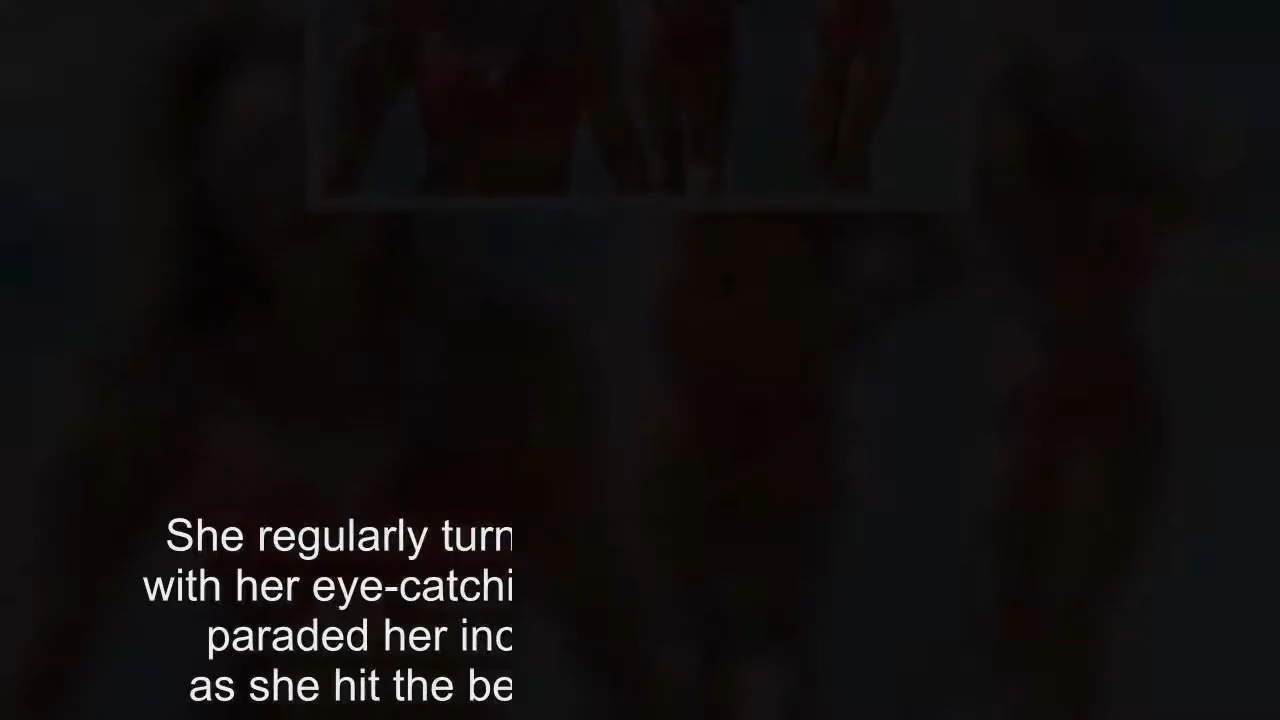 She regularly turn
with her eye-catchi
paraded her inc
as she hit the be